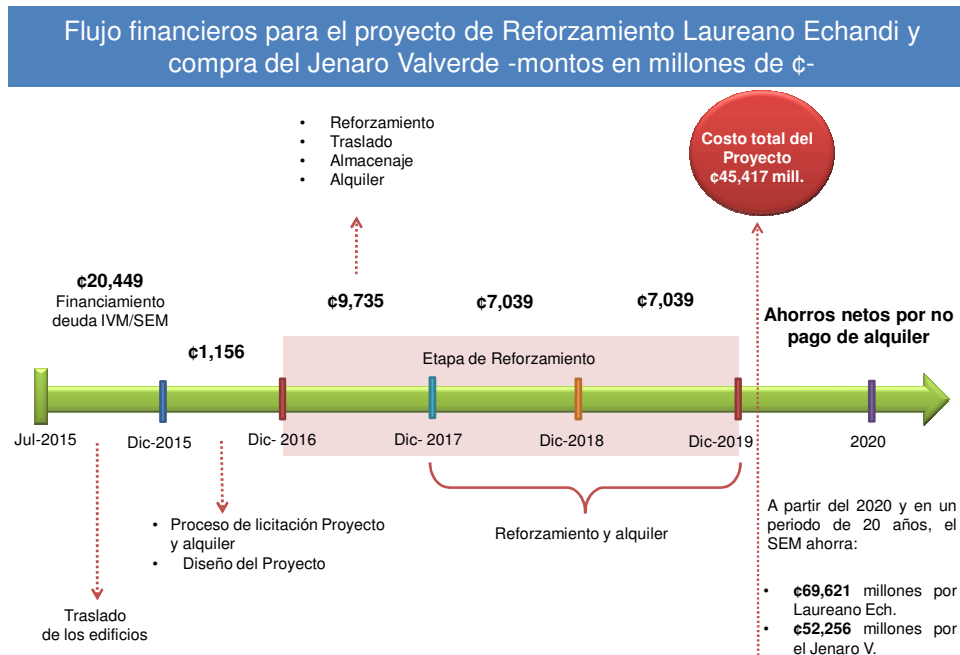 Flujo financieros para el proyecto de Reforzamiento Laureano Echandi y
compra del Jenaro Valverde -montos en millones de ¢-
• Reforzamiento
• Traslado
• Almacenaje
• Alquiler
Costo total del
Proyecto
¢45,417 mill.
¢20,449
Financiamiento
deuda IVM/SEM
¢1,156
¢9,735
¢7,039
¢7,039
Ahorros netos por no
pago de alquiler
Etapa de Reforzamiento
Jul-2015
Dic-2015
Dic- 2016
Dic- 2017
Dic-2018
Dic-2019
2020
• Proceso de licitación Proyecto
y alquiler
• Diseño del Proyecto
Reforzamiento y alquiler
Traslado
de los edificios
A partir del 2020 y en un
periodo de 20 años, el
SEM ahorra:
• ¢69,621 millones por
Laureano Ech.
• ¢52,256 millones por
el Jenaro V.